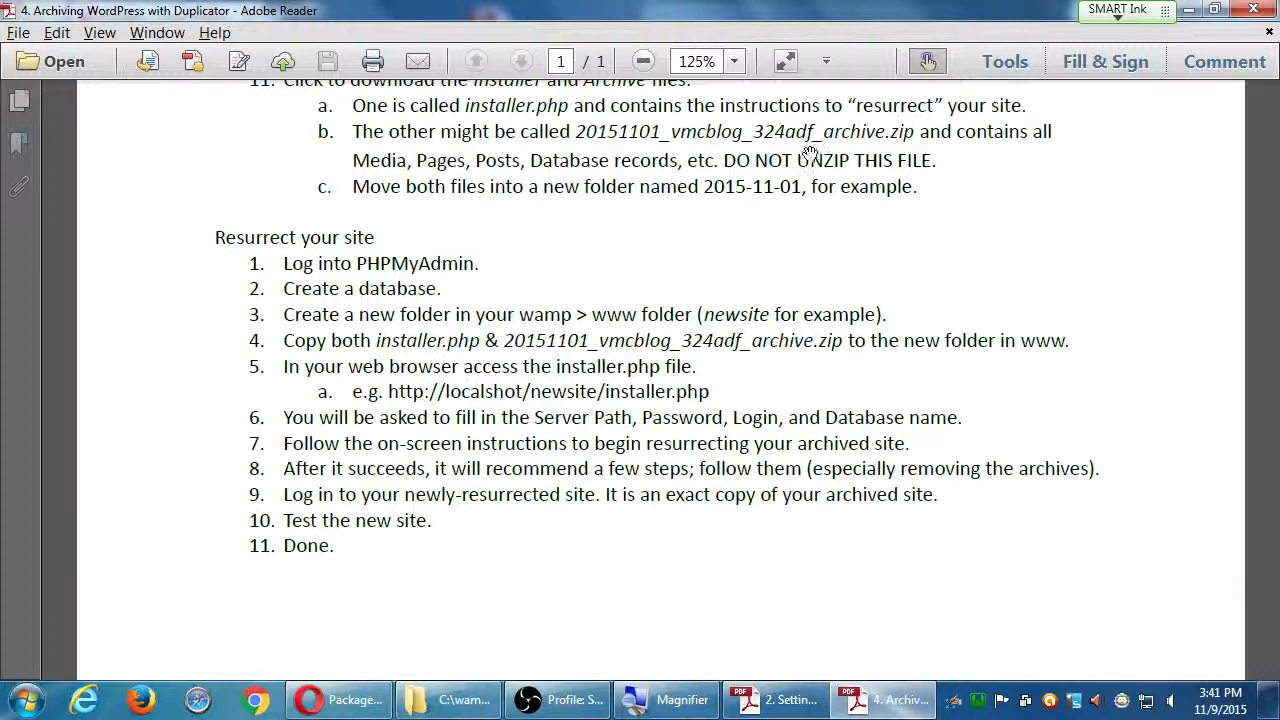 4. Archiving WordPress with Duplicator - Adobe Reader
SMART Ink
File Edit View Window Help
Open 1 / 1 125% Tools Fill & Sign Comment
11. Click to download the Installer and Archive files.
a. One is called installer.php and contains the instructions to “resurrect” your site.
b. The other might be called 20151101_vmcblog_324adf_archive.zip and contains all
Media, Pages, Posts, Database records, etc. DO NOT UNZIP THIS FILE.
c. Move both files into a new folder named 2015-11-01, for example.
Resurrect your site
1. Log into PHPMyAdmin.
2. Create a database.
3. Create a new folder in your wamp > www folder (newsite for example).
4. Copy both installer.php & 20151101_vmcblog_324adf_archive.zip to the new folder in www.
5. In your web browser access the installer.php file.
a. e.g. http://localshot/newsite/installer.php
6. You will be asked to fill in the Server Path, Password, Login, and Database name.
7. Follow the on-screen instructions to begin resurrecting your archived site.
8. After it succeeds, it will recommend a few steps; follow them (especially removing the archives).
9. Log in to your newly-resurrected site. It is an exact copy of your archived site.
10. Test the new site.
11. Done.
Package... C:\wam... Profile: S... Magnifier 2. Settin... 4. Archiv... 3:41 PM
11/9/2015